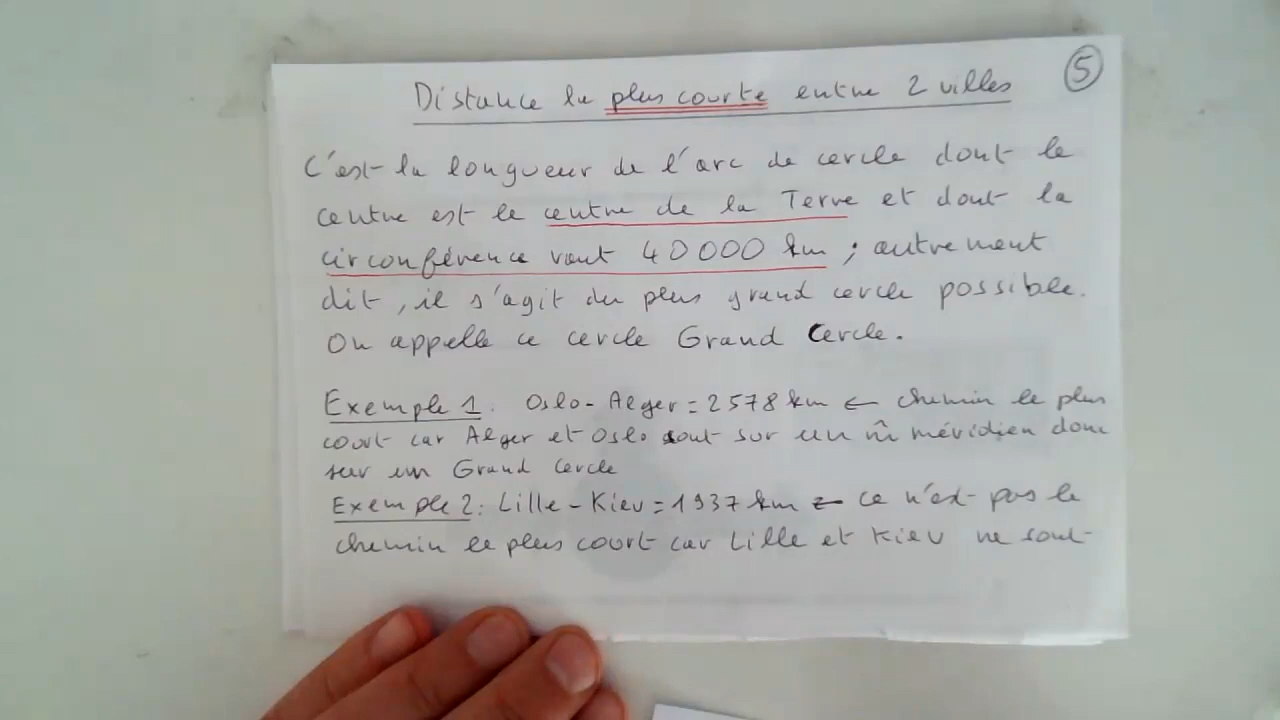 Distance la plus courte entre 2 villes
5
C'est la longueur de l'arc de cercle dont le
centre est le centre de la Terre et dont la
circonférence vaut 40000 km ; autrement
dit, il s'agit du plus grand cercle possible.
On appelle ce cercle Grand Cercle.
Exemple 1. Oslo-Alger = 2578 km ← chemin le plus
court car Alger et Oslo sont sur un m̂ méridien donc
sur un Grand Cercle
Exemple 2: Lille-Kiev = 1937 km ← ce n'est pas le
chemin le plus court car Lille et Kiev ne sont